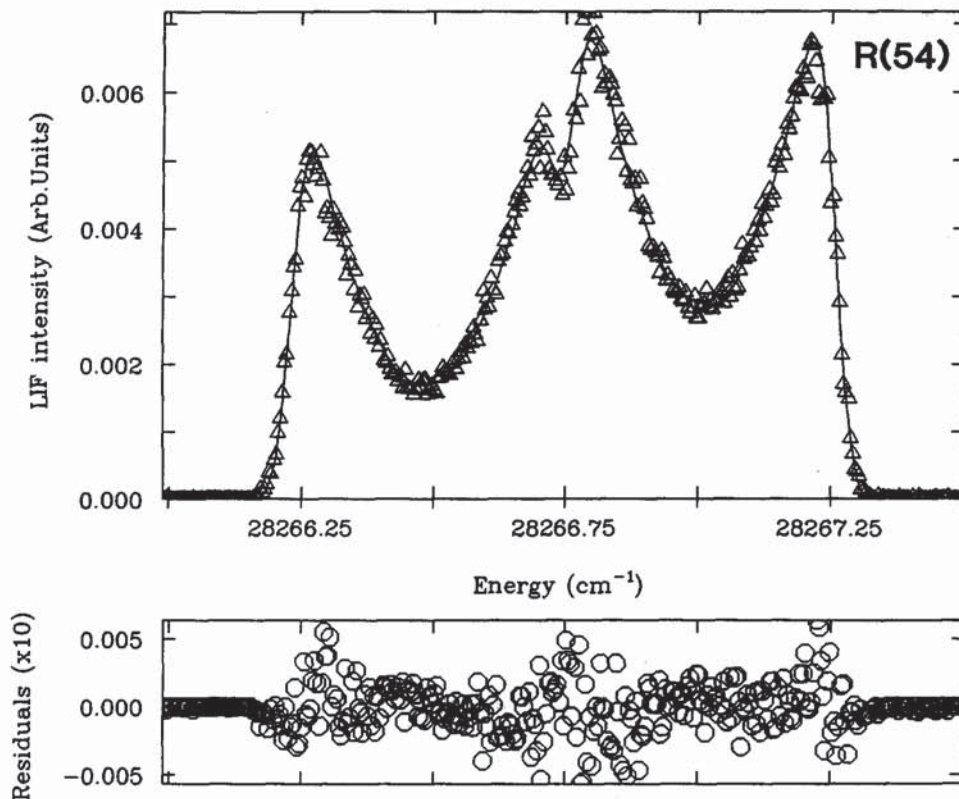 R(54)
LIF intensity (Arb.Units)
0.006
0.004
0.002
0.000
28266.25 28266.75 28267.25
Energy (cm⁻¹)
Residuals (x10)
0.005
0.000
−0.005